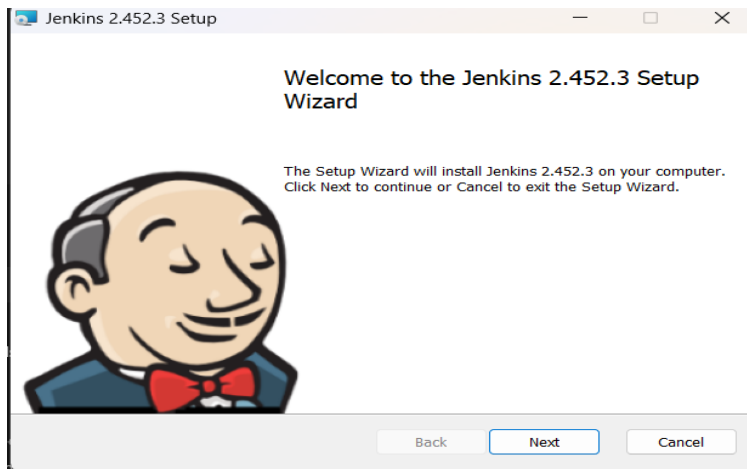 Jenkins 2.452.3 Setup
Welcome to the Jenkins 2.452.3 Setup
Wizard
The Setup Wizard will install Jenkins 2.452.3 on your computer.
Click Next to continue or Cancel to exit the Setup Wizard.
Back Next Cancel